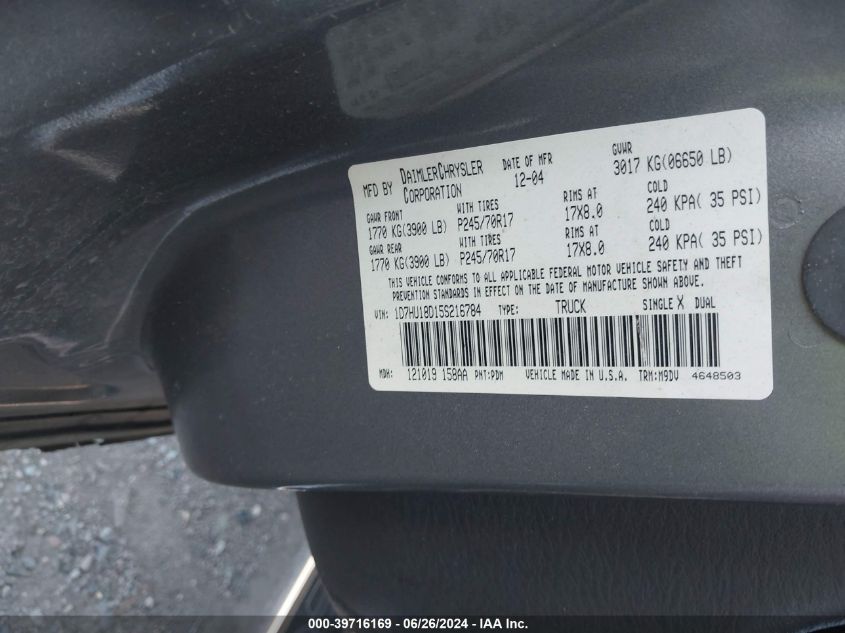 MFD BY DAIMLERCHRYSLER CORPORATION DATE OF MFR 12-04 GVWR 3017 KG(06650 LB)
GAWR FRONT WITH TIRES RIMS AT COLD
1770 KG(3900 LB) P245/70R17 17X8.0 240 KPA( 35 PSI)
GAWR REAR WITH TIRES RIMS AT COLD
1770 KG(3900 LB) P245/70R17 17X8.0 240 KPA( 35 PSI)
THIS VEHICLE CONFORMS TO ALL APPLICABLE FEDERAL MOTOR VEHICLE SAFETY AND THEFT
PREVENTION STANDARDS IN EFFECT ON THE DATE OF MANUFACTURE SHOWN ABOVE.
VIN: 1D7HU18D15S216784 TYPE: TRUCK SINGLE X DUAL
MDH: 121019 158AA PNT:PDM VEHICLE MADE IN U.S.A. TRM:M9DV 4648503
000-39716169 - 06/26/2024 - IAA Inc.